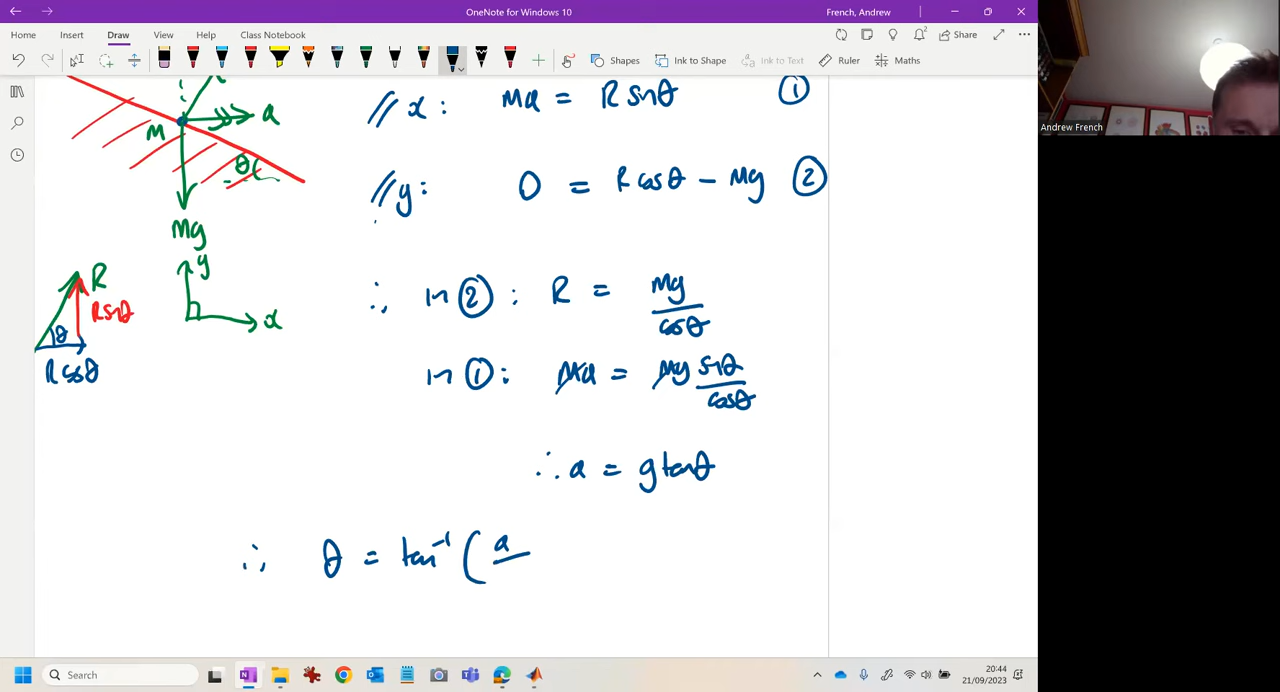 OneNote for Windows 10
French, Andrew
Home Insert Draw View Help Class Notebook
Share
Shapes Ink to Shape Ink to Text Ruler Maths
Andrew French
// x: Ma = R sinθ ①
M a θ
// y: 0 = R cosθ − Mg ②
Mg
y
x
R
R sinθ
θ
R cosθ
∴ in ②: R = Mg / cosθ
in ①: Ma = Mg sinθ / cosθ
∴ a = g tanθ
∴ θ = tan⁻¹ ( a
Search
20:44
21/09/2023